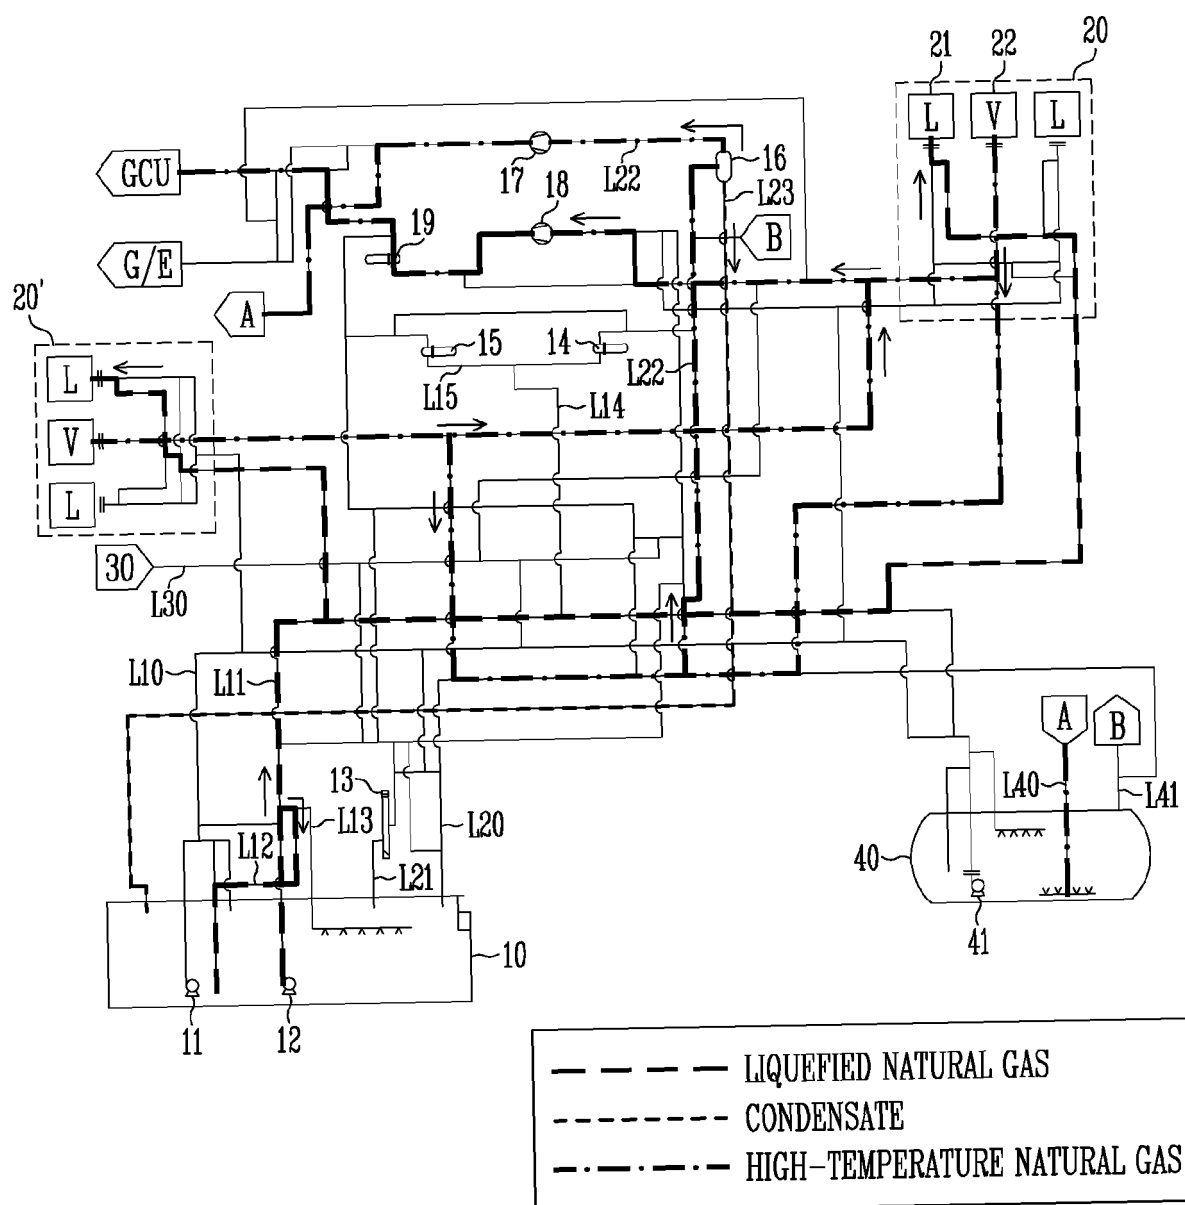 21 22 20
L V L
16
17 L22 L23
GCU
18
B
19
G/E
A
20'
15 14
L
L15 L22
L14
V
L
30
L30
L10 L11
A B
13
L40 L41
L13 L20
L12
40
L21
10
41
11 12
LIQUEFIED NATURAL GAS
CONDENSATE
HIGH-TEMPERATURE NATURAL GAS